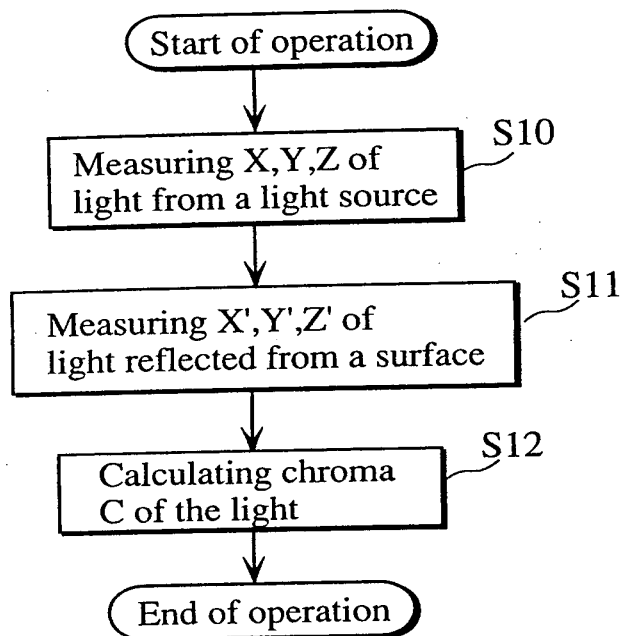 Start of operation
S10
Measuring X,Y,Z of
light from a light source
S11
Measuring X',Y',Z' of
light reflected from a surface
S12
Calculating chroma
C of the light
End of operation